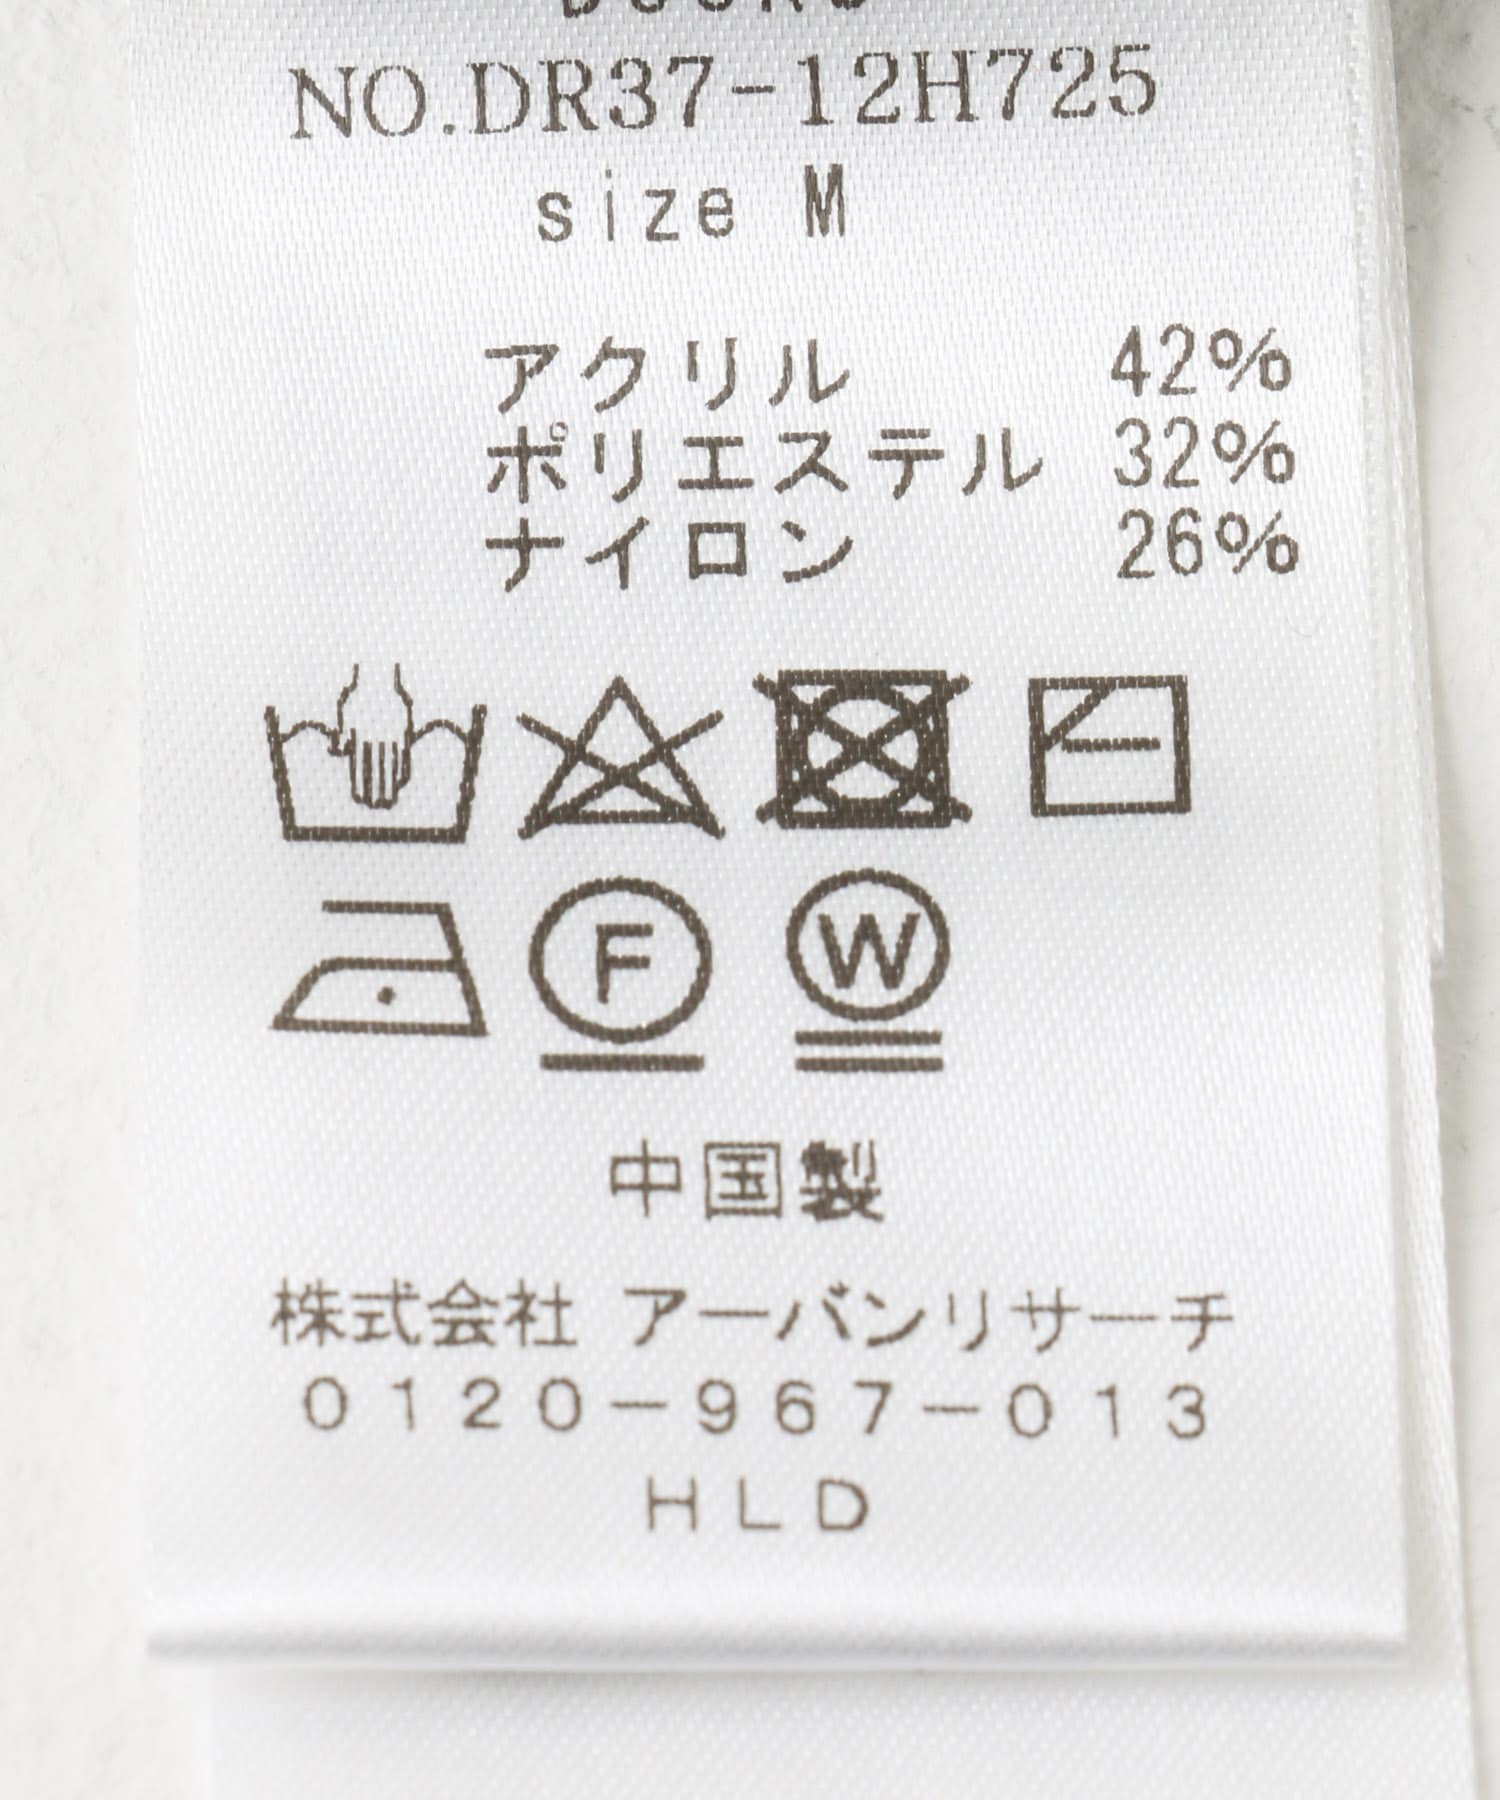 NO.DR37-12H725
size M
アクリル 42%
ポリエステル 32%
ナイロン 26%
F
W
中国製
株式会社 アーバンリサーチ
0120-967-013
HLD